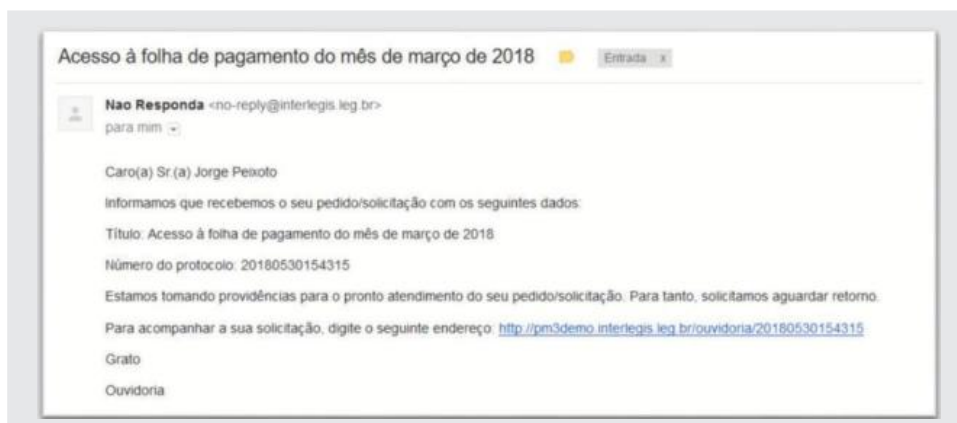 Acesso à folha de pagamento do mês de março de 2018 Entrada x
Nao Responda <no-reply@interlegis.leg.br>
para mim
Caro(a) Sr.(a) Jorge Peixoto
Informamos que recebemos o seu pedido/solicitação com os seguintes dados:
Título: Acesso à folha de pagamento do mês de março de 2018
Número do protocolo: 20180530154315
Estamos tomando providências para o pronto atendimento do seu pedido/solicitação. Para tanto, solicitamos aguardar retorno.
Para acompanhar a sua solicitação, digite o seguinte endereço: http://pm3demo.interlegis.leg.br/ouvidoria/20180530154315
Grato
Ouvidoria